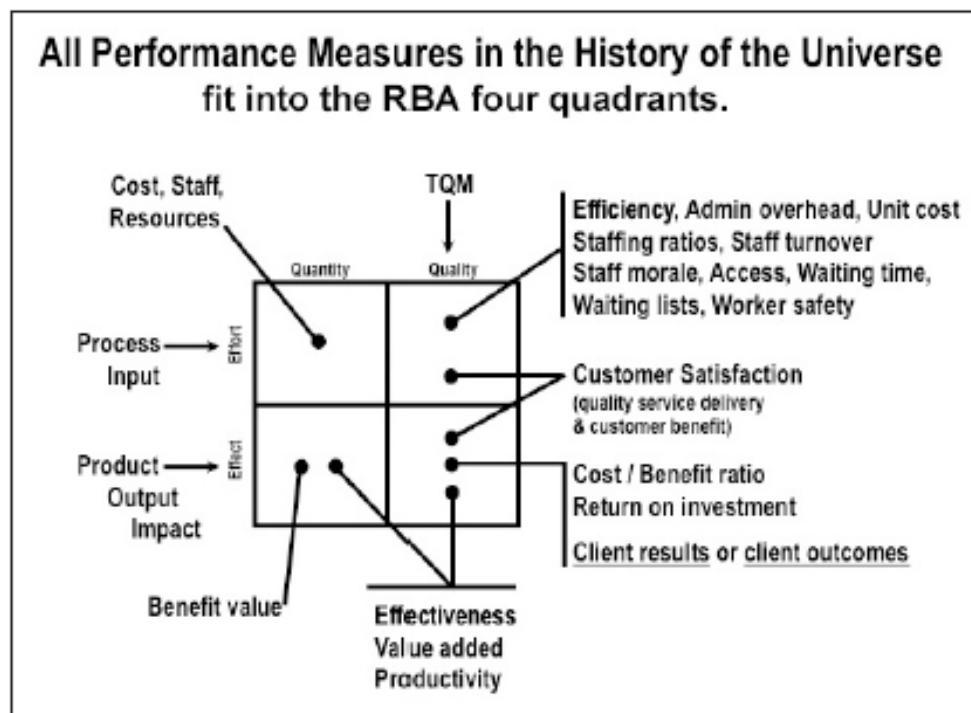 All Performance Measures in the History of the Universe
fit into the RBA four quadrants.
Cost, Staff,
Resources
TQM
Efficiency, Admin overhead, Unit cost
Staffing ratios, Staff turnover
Staff morale, Access, Waiting time,
Waiting lists, Worker safety
Quantity
Quality
Process
Input
Effort
Customer Satisfaction
(quality service delivery
& customer benefit)
Product
Output
Impact
Effect
Cost / Benefit ratio
Return on investment
Client results or client outcomes
Benefit value
Effectiveness
Value added
Productivity